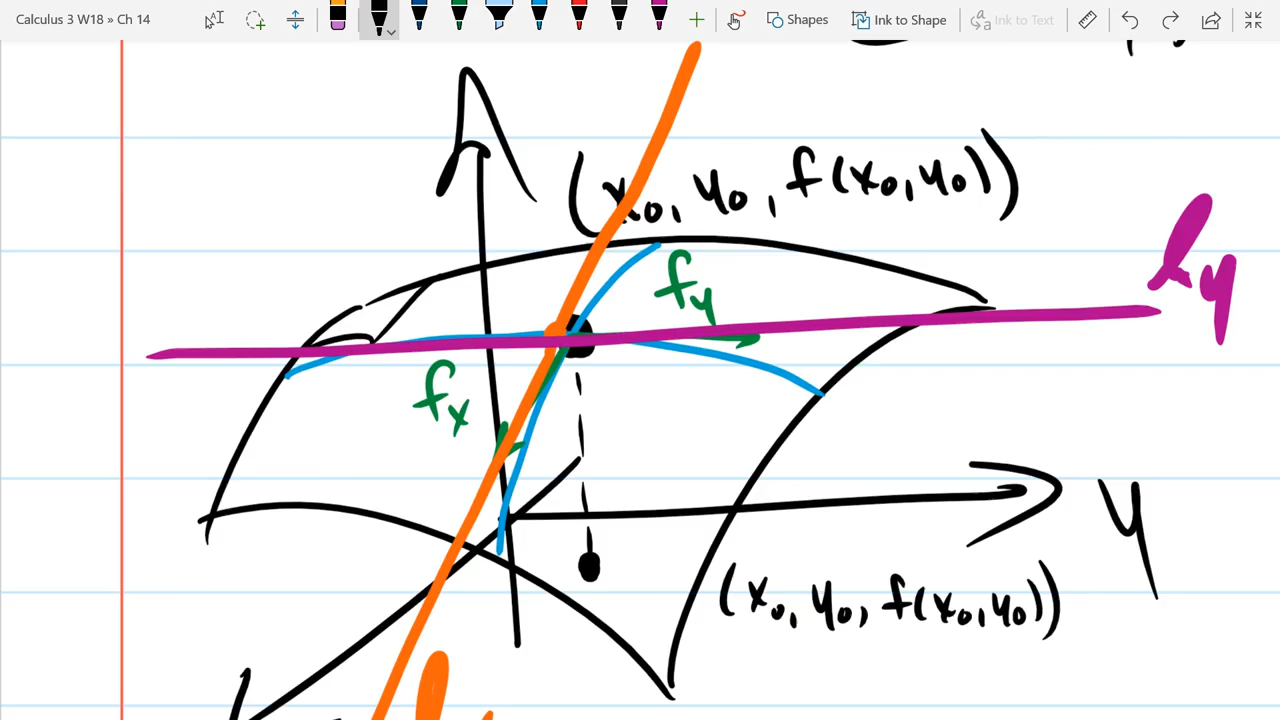 Calculus 3 W18 » Ch 14
Shapes
Ink to Shape
Ink to Text
(x₀, y₀, f(x₀,y₀))
ly
fy
fx
y
(x₀, y₀, f(x₀,y₀))